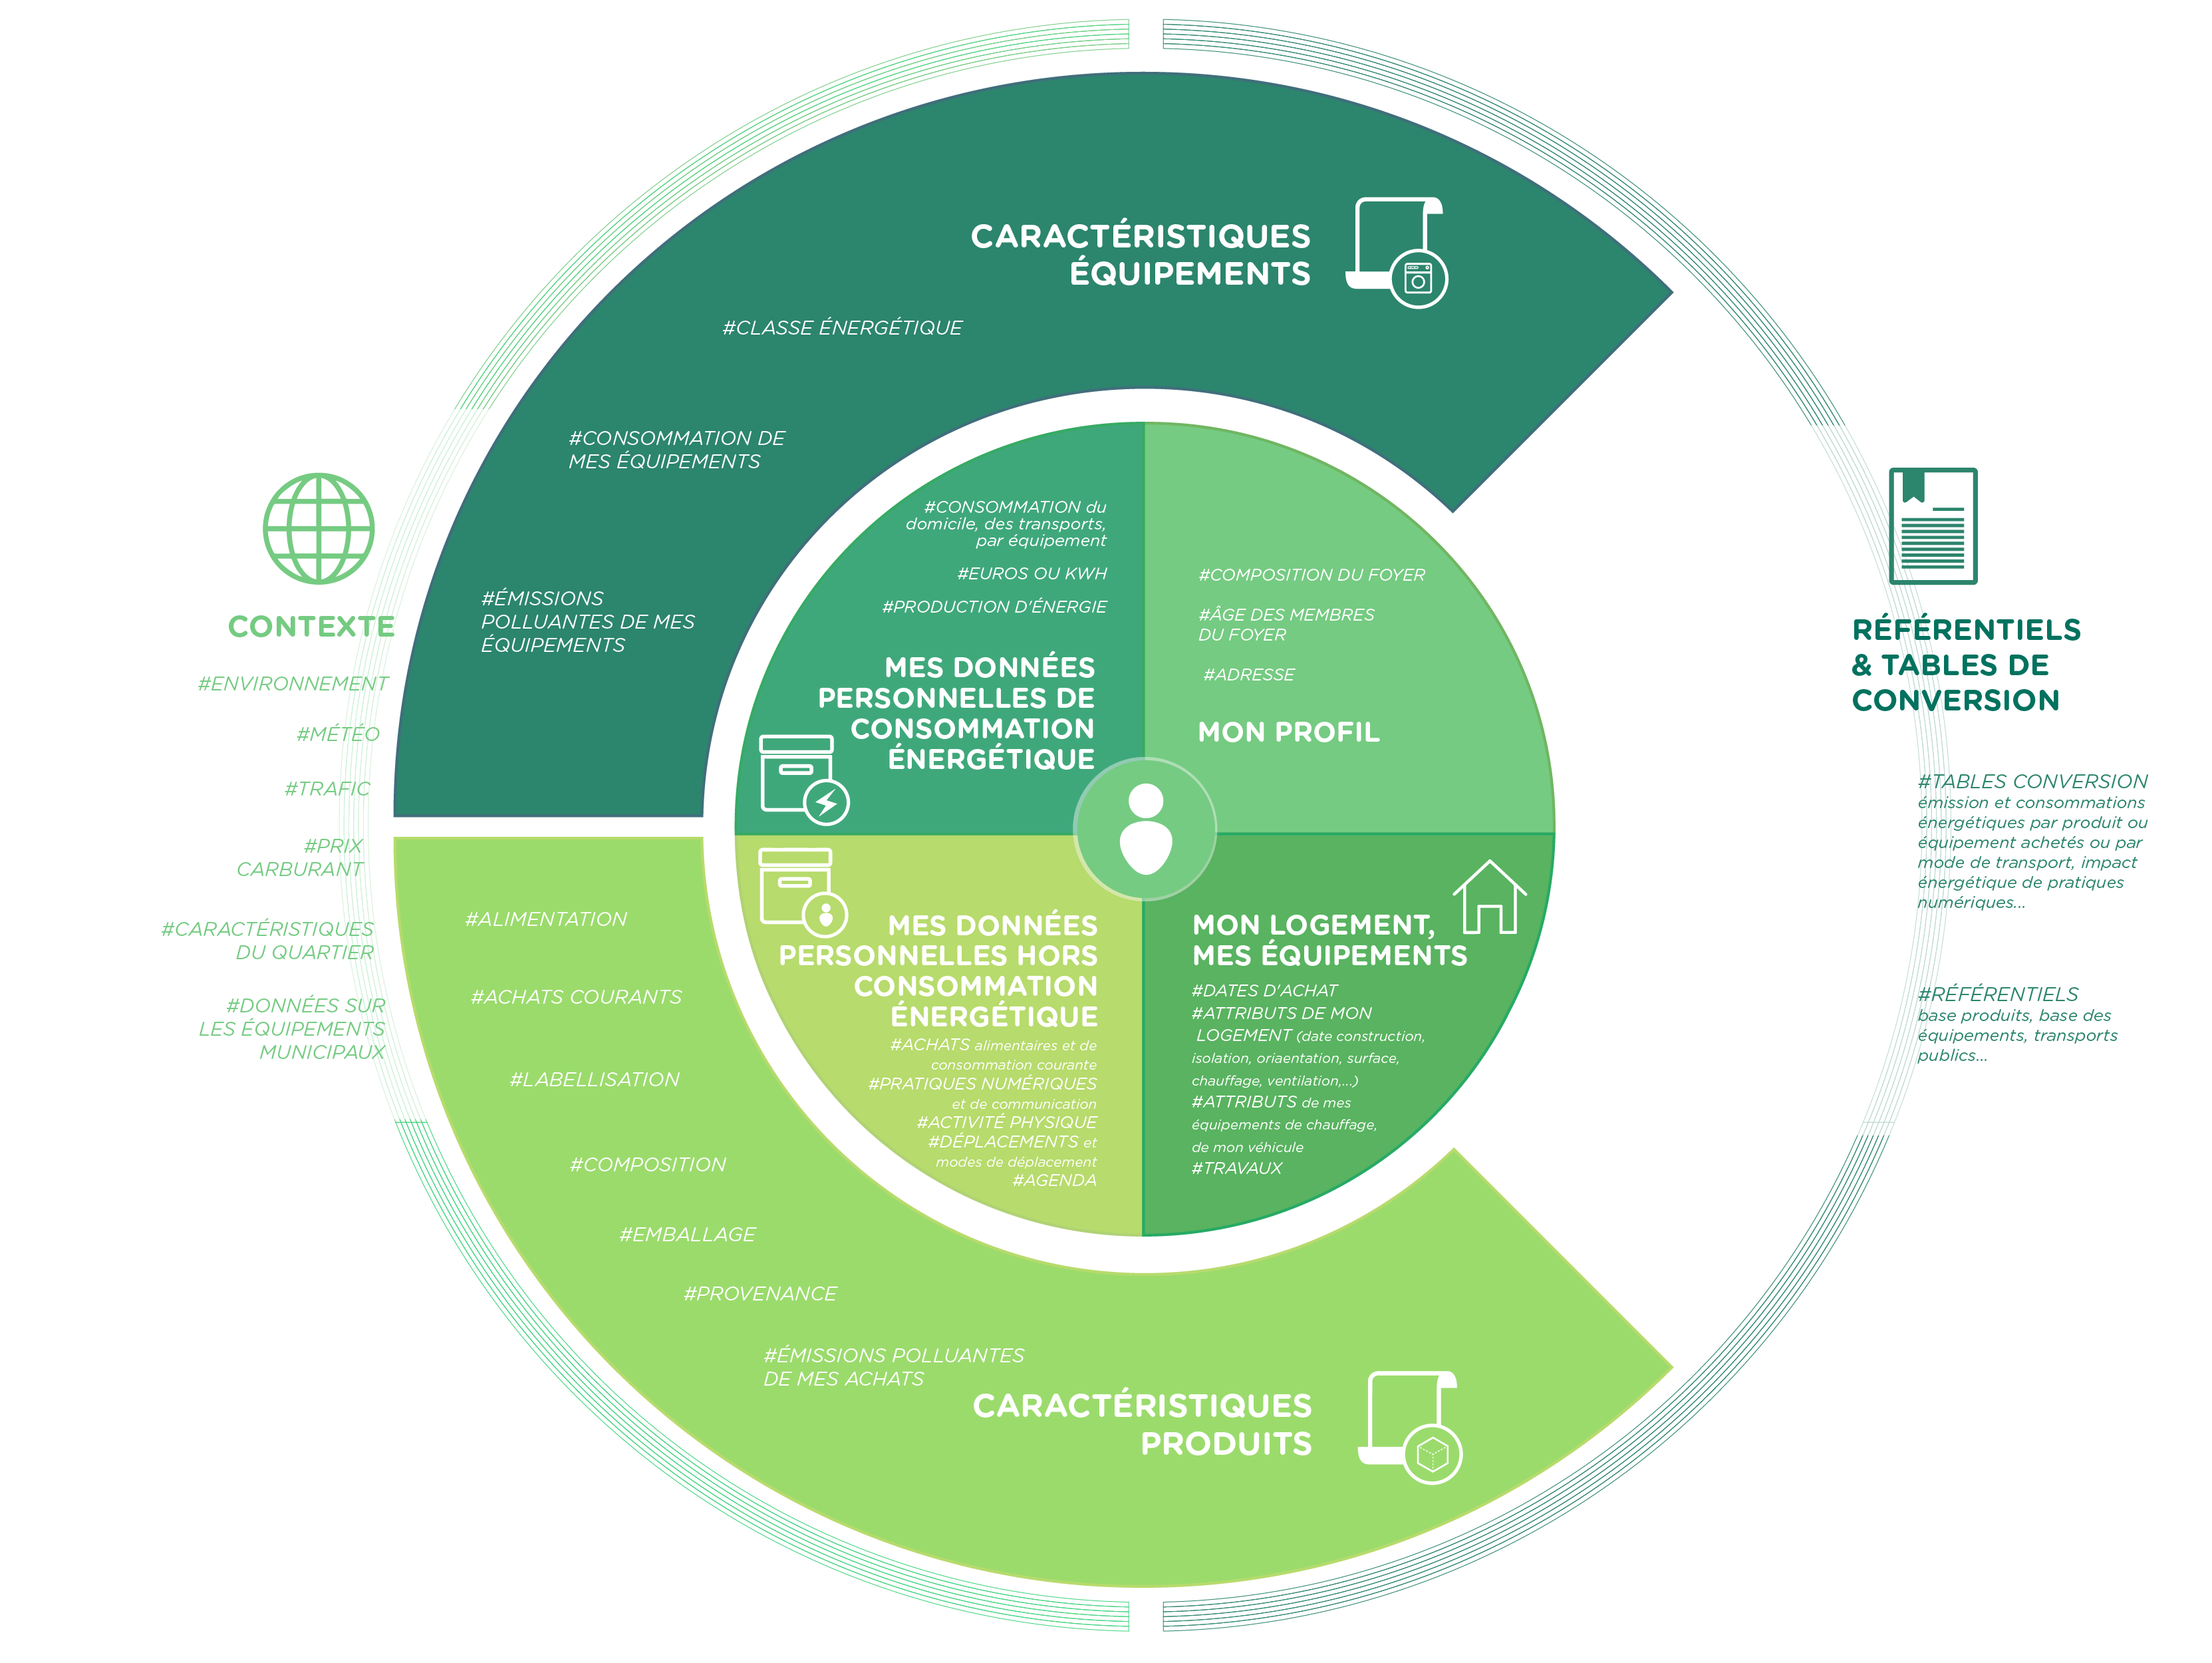 CARACTÉRISTIQUES
ÉQUIPEMENTS
#CLASSE ÉNERGÉTIQUE
#CONSOMMATION DE
MES ÉQUIPEMENTS
#ÉMISSIONS
POLLUANTES DE MES
ÉQUIPEMENTS
CONTEXTE
#ENVIRONNEMENT
#MÉTÉO
#TRAFIC
#PRIX
CARBURANT
#CARACTÉRISTIQUES
DU QUARTIER
#DONNÉES SUR
LES ÉQUIPEMENTS
MUNICIPAUX
#CONSOMMATION du
domicile, des transports,
par équipement
#EUROS OU KWH
#PRODUCTION D'ÉNERGIE
MES DONNÉES
PERSONNELLES DE
CONSOMMATION
ÉNERGÉTIQUE
#COMPOSITION DU FOYER
#ÂGE DES MEMBRES
DU FOYER
#ADRESSE
MON PROFIL
MES DONNÉES
PERSONNELLES HORS
CONSOMMATION
ÉNERGÉTIQUE
#ACHATS alimentaires et de
consommation courante
#PRATIQUES NUMÉRIQUES
et de communication
#ACTIVITÉ PHYSIQUE
#DÉPLACEMENTS et
modes de déplacement
#AGENDA
MON LOGEMENT,
MES ÉQUIPEMENTS
#DATES D'ACHAT
#ATTRIBUTS DE MON
LOGEMENT (date construction,
isolation, oriaentation, surface,
chauffage, ventilation,...)
#ATTRIBUTS de mes
équipements de chauffage,
de mon véhicule
#TRAVAUX
RÉFÉRENTIELS
& TABLES DE
CONVERSION
#TABLES CONVERSION
émission et consommations
énergétiques par produit ou
équipement achetés ou par
mode de transport, impact
énergétique de pratiques
numériques...
#RÉFÉRENTIELS
base produits, base des
équipements, transports
publics...
#ALIMENTATION
#ACHATS COURANTS
#LABELLISATION
#COMPOSITION
#EMBALLAGE
#PROVENANCE
#ÉMISSIONS POLLUANTES
DE MES ACHATS
CARACTÉRISTIQUES
PRODUITS